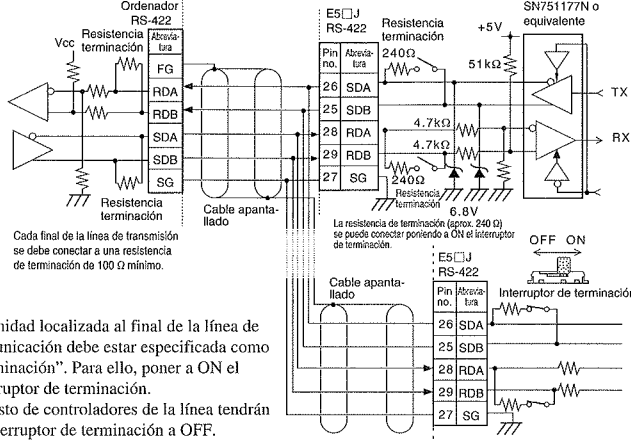 Ordenador
RS-422
Resistencia
terminación
Vcc
Abrevia-
tura
FG
RDA
RDB
SDA
SDB
SG
Resistencia
terminación
Cable apanta-
llado
Cada final de la línea de transmisión
se debe conectar a una resistencia
de terminación de 100 Ω mínimo.
E5□J
RS-422
Pin
no.
Abrevia-
tura
26 SDA
25 SDB
28 RDA
29 RDB
27 SG
Resistencia
terminación
240Ω
4.7kΩ
4.7kΩ
240Ω
Resistencia
terminación
6.8V
+5V
51kΩ
SN751177N o
equivalente
TX
RX
La resistencia de terminación (aprox. 240 Ω)
se puede conectar poniendo a ON el interruptor
de terminación.
E5□J
RS-422
OFF ON
Interruptor de terminación
Cable apanta-
llado
Pin
no.
Abrevia-
tura
26 SDA
25 SDB
28 RDA
29 RDB
27 SG
nidad localizada al final de la línea de
unicación debe estar especificada como
minación”. Para ello, poner a ON el
ruptor de terminación.
sto de controladores de la línea tendrán
terruptor de terminación a OFF.